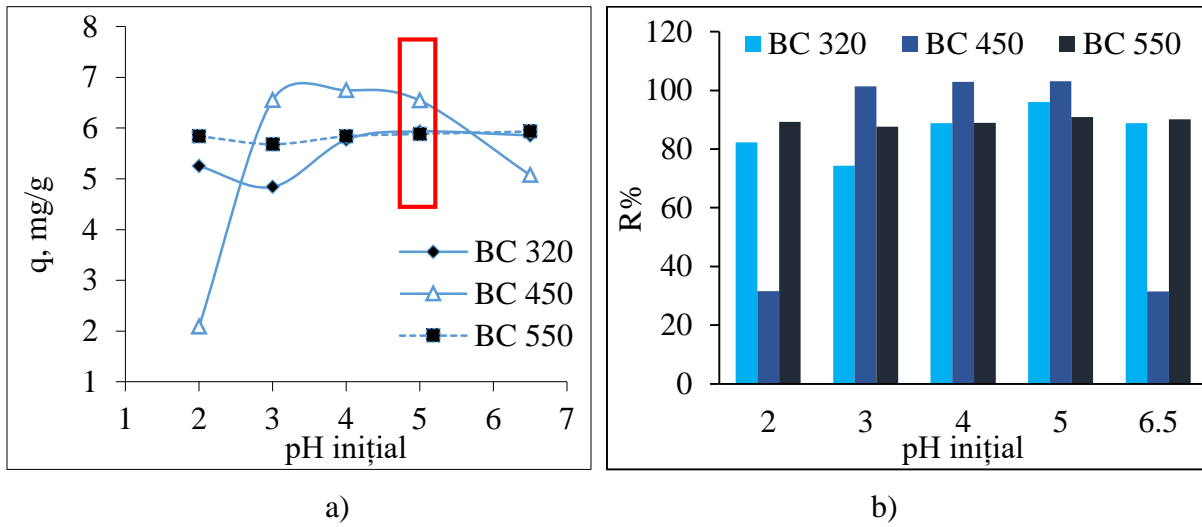 8
7
6
5
4
3
2
1
q, mg/g
BC 320
BC 450
BC 550
1 2 3 4 5 6 7
pH inițial
a)
120
100
80
60
40
20
0
R%
BC 320 BC 450 BC 550
2 3 4 5 6.5
pH inițial
b)